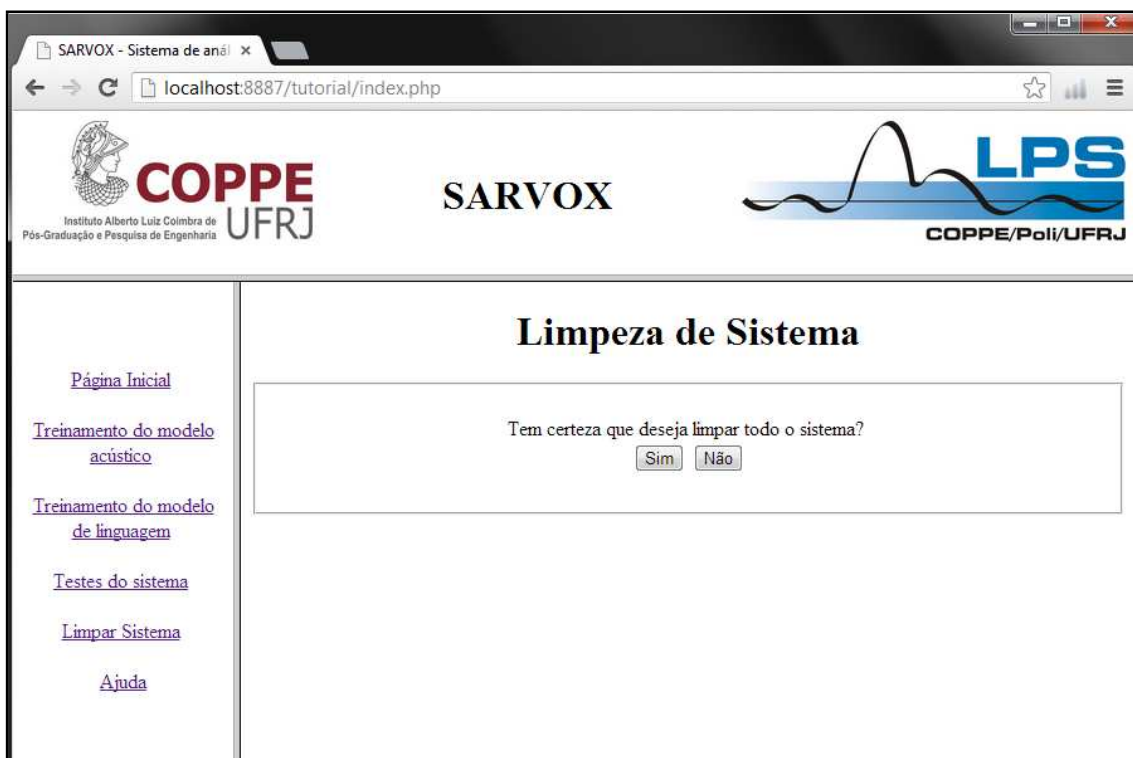 SARVOX - Sistema de anál
localhost:8887/tutorial/index.php
COPPE
UFRJ
Instituto Alberto Luiz Coimbra de
Pós-Graduação e Pesquisa de Engenharia
SARVOX
LPS
COPPE/Poli/UFRJ
Página Inicial
Treinamento do modelo
acústico
Treinamento do modelo
de linguagem
Testes do sistema
Limpar Sistema
Ajuda
Limpeza de Sistema
Tem certeza que deseja limpar todo o sistema?
Sim Não